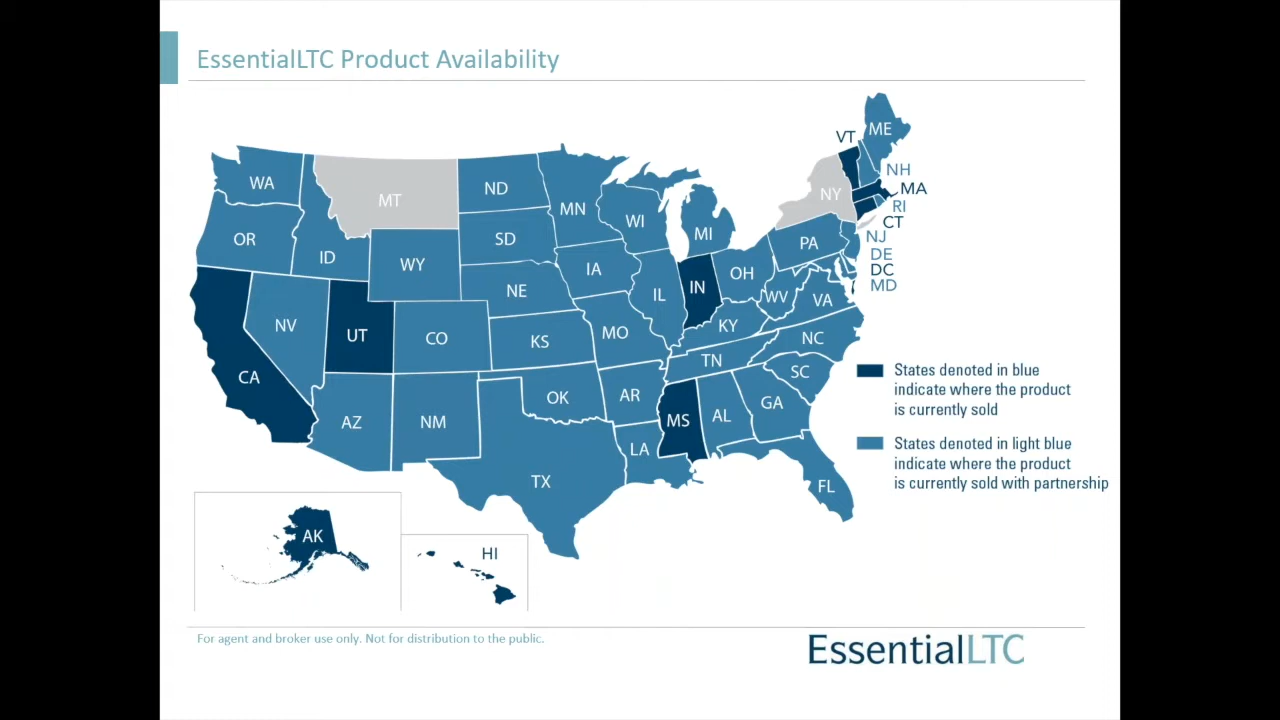 EssentialLTC Product Availability
VT
ME
WA
MT
ND
MN
NH
MA
NY
WI
RI
SD
CT
OR
MI
NJ
ID
PA
DE
WY
IA
OH
DC
NE
IL
IN
MD
WV
VA
NV
UT
CO
KS
MO
KY
NC
TN
CA
SC
States denoted in blue
indicate where the product
is currently sold
AZ
NM
OK
AR
MS
AL
GA
States denoted in light blue
indicate where the product
is currently sold with partnership
LA
TX
FL
AK
HI
For agent and broker use only. Not for distribution to the public.
EssentialLTC